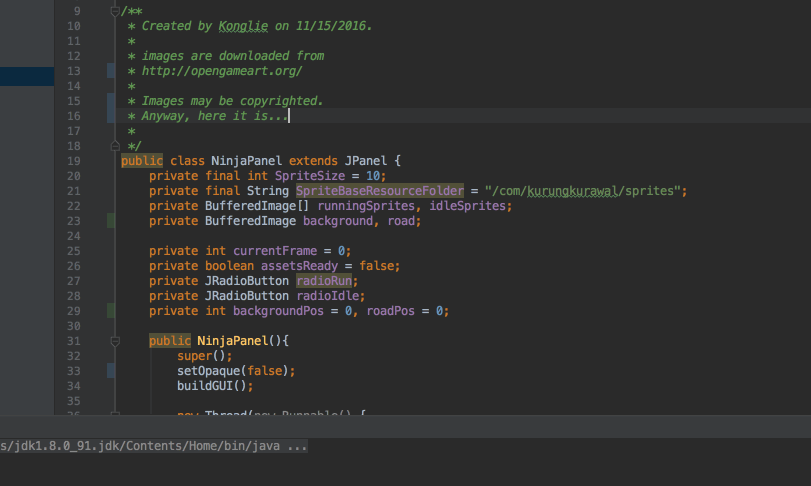 9 /**
10 * Created by Konglie on 11/15/2016.
11 *
12 * images are downloaded from
13 * http://opengameart.org/
14 *
15 * Images may be copyrighted.
16 * Anyway, here it is...
17 *
18 */
19 public class NinjaPanel extends JPanel {
20 private final int SpriteSize = 10;
21 private final String SpriteBaseResourceFolder = "/com/kurungkurawal/sprites";
22 private BufferedImage[] runningSprites, idleSprites;
23 private BufferedImage background, road;
24
25 private int currentFrame = 0;
26 private boolean assetsReady = false;
27 private JRadioButton radioRun;
28 private JRadioButton radioIdle;
29 private int backgroundPos = 0, roadPos = 0;
30
31 public NinjaPanel(){
32 super();
33 setOpaque(false);
34 buildGUI();
35
36 new Thread(new Runnable() {
s/jdk1.8.0_91.jdk/Contents/Home/bin/java ...